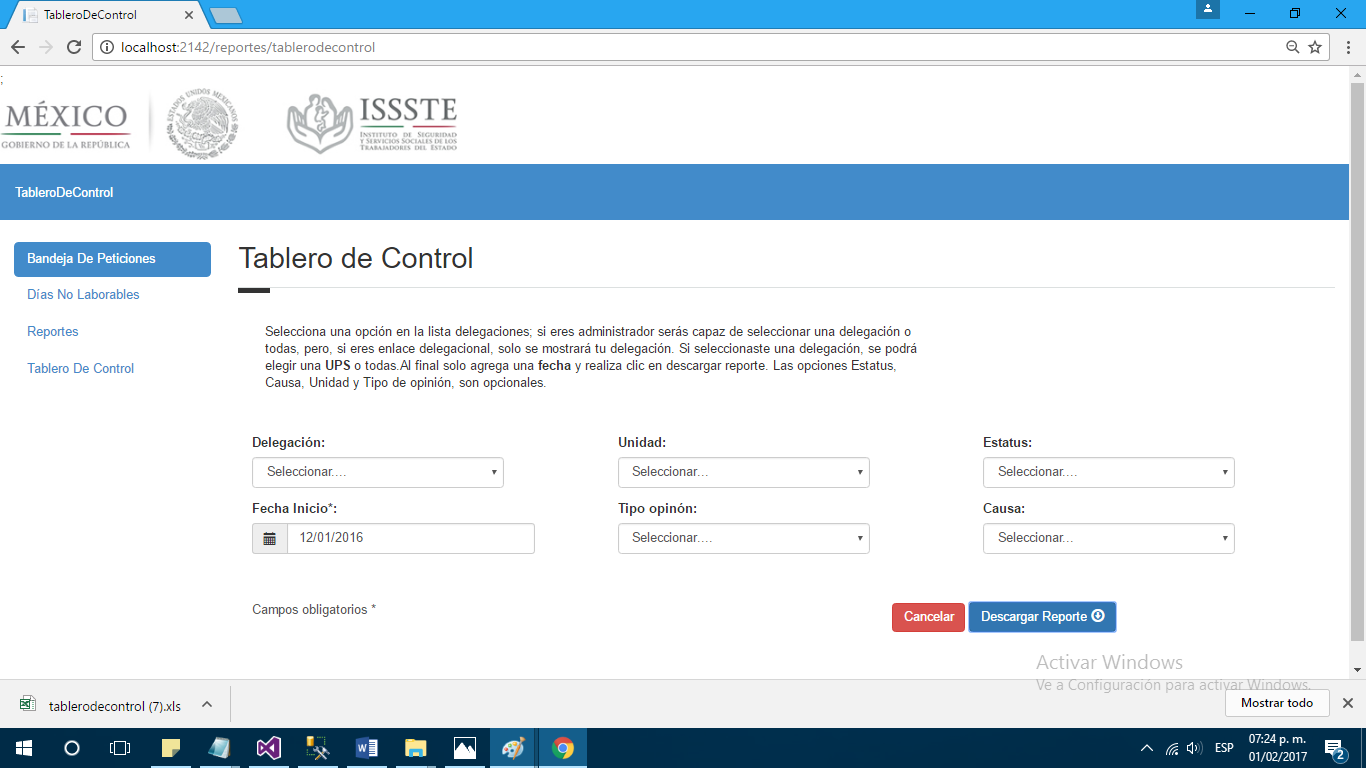 TableroDeControl
localhost:2142/reportes/tablerodecontrol
;
MÉXICO
GOBIERNO DE LA REPÚBLICA
ESTADOS UNIDOS MEXICANOS
ISSSTE
INSTITUTO DE SEGURIDAD
Y SERVICIOS SOCIALES DE LOS
TRABAJADORES DEL ESTADO
TableroDeControl
Bandeja De Peticiones
Días No Laborables
Reportes
Tablero De Control
Tablero de Control
Selecciona una opción en la lista delegaciones; si eres administrador serás capaz de seleccionar una delegación o
todas, pero, si eres enlace delegacional, solo se mostrará tu delegación. Si seleccionaste una delegación, se podrá
elegir una UPS o todas.Al final solo agrega una fecha y realiza clic en descargar reporte. Las opciones Estatus,
Causa, Unidad y Tipo de opinión, son opcionales.
Delegación:
Seleccionar....
Unidad:
Seleccionar...
Estatus:
Seleccionar....
Fecha Inicio*:
12/01/2016
Tipo opinón:
Seleccionar....
Causa:
Seleccionar...
Campos obligatorios *
Cancelar
Descargar Reporte
Activar Windows
Ve a Configuración para activar Windows.
tablerodecontrol (7).xls
Mostrar todo
ESP
07:24 p. m.
01/02/2017
2